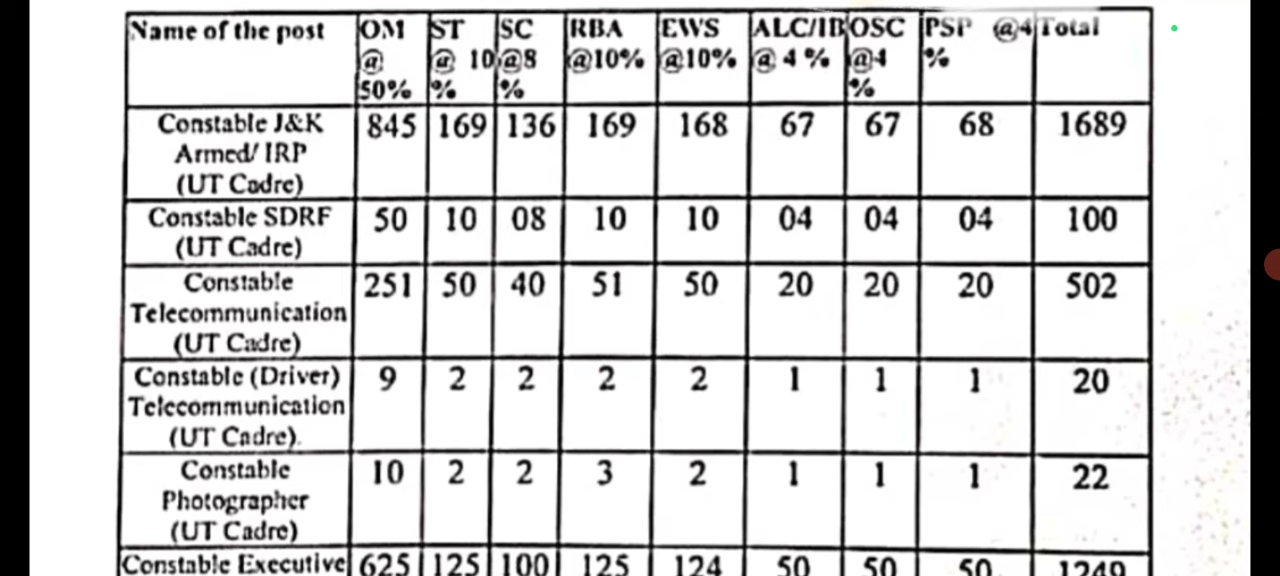 Name of the post OM @ 50% ST @ 10 % SC @8 % RBA @10% EWS @10% ALC/IB @ 4 % OSC @4 % PSP @4 % Total
Constable J&K Armed/ IRP (UT Cadre) 845 169 136 169 168 67 67 68 1689
Constable SDRF (UT Cadre) 50 10 08 10 10 04 04 04 100
Constable Telecommunication (UT Cadre) 251 50 40 51 50 20 20 20 502
Constable (Driver) Telecommunication (UT Cadre). 9 2 2 2 2 1 1 1 20
Constable Photographer (UT Cadre) 10 2 2 3 2 1 1 1 22
Constable Executive 625 125 100 125 124 50 50 50 1249